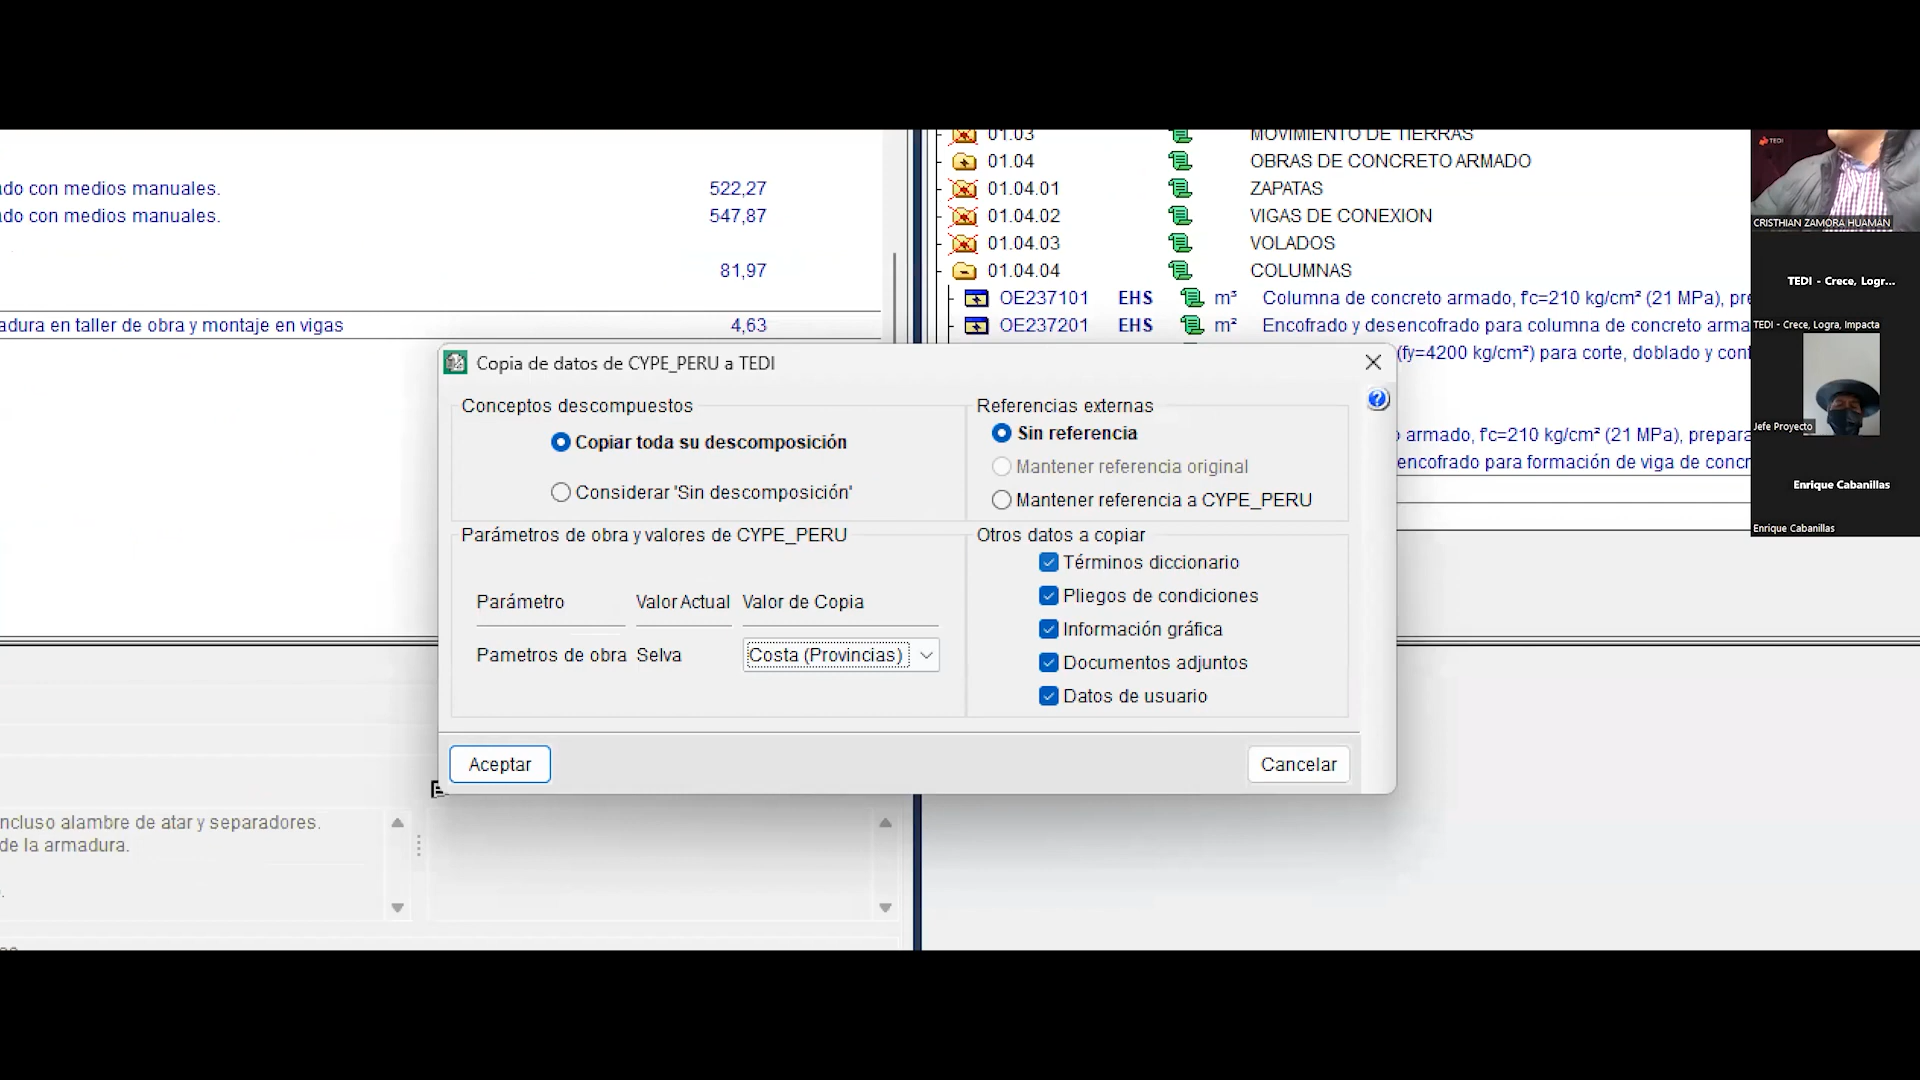 01.03 MOVIMIENTO DE TIERRAS
01.04 OBRAS DE CONCRETO ARMADO
01.04.01 ZAPATAS
01.04.02 VIGAS DE CONEXION
01.04.03 VOLADOS
01.04.04 COLUMNAS
OE237101 EHS m³ Columna de concreto armado, f'c=210 kg/cm² (21 MPa), pre
OE237201 EHS m² Encofrado y desencofrado para columna de concreto arma
(fy=4200 kg/cm²) para corte, doblado y conf
armado, f'c=210 kg/cm² (21 MPa), prepara
encofrado para formación de viga de concr
ado con medios manuales. 522,27
ado con medios manuales. 547,87
81,97
adura en taller de obra y montaje en vigas 4,63
Copia de datos de CYPE_PERU a TEDI
Conceptos descompuestos
Copiar toda su descomposición
Considerar 'Sin descomposición'
Referencias externas
Sin referencia
Mantener referencia original
Mantener referencia a CYPE_PERU
Parámetros de obra y valores de CYPE_PERU
Parámetro Valor Actual Valor de Copia
Pametros de obra Selva Costa (Provincias)
Otros datos a copiar
Términos diccionario
Pliegos de condiciones
Información gráfica
Documentos adjuntos
Datos de usuario
Aceptar
Cancelar
ncluso alambre de atar y separadores.
de la armadura.
TEDI
CRISTHIAN ZAMORA HUAMAN
TEDI - Crece, Logr...
TEDI - Crece, Logra, Impacta
Jefe Proyecto
Enrique Cabanillas
Enrique Cabanillas